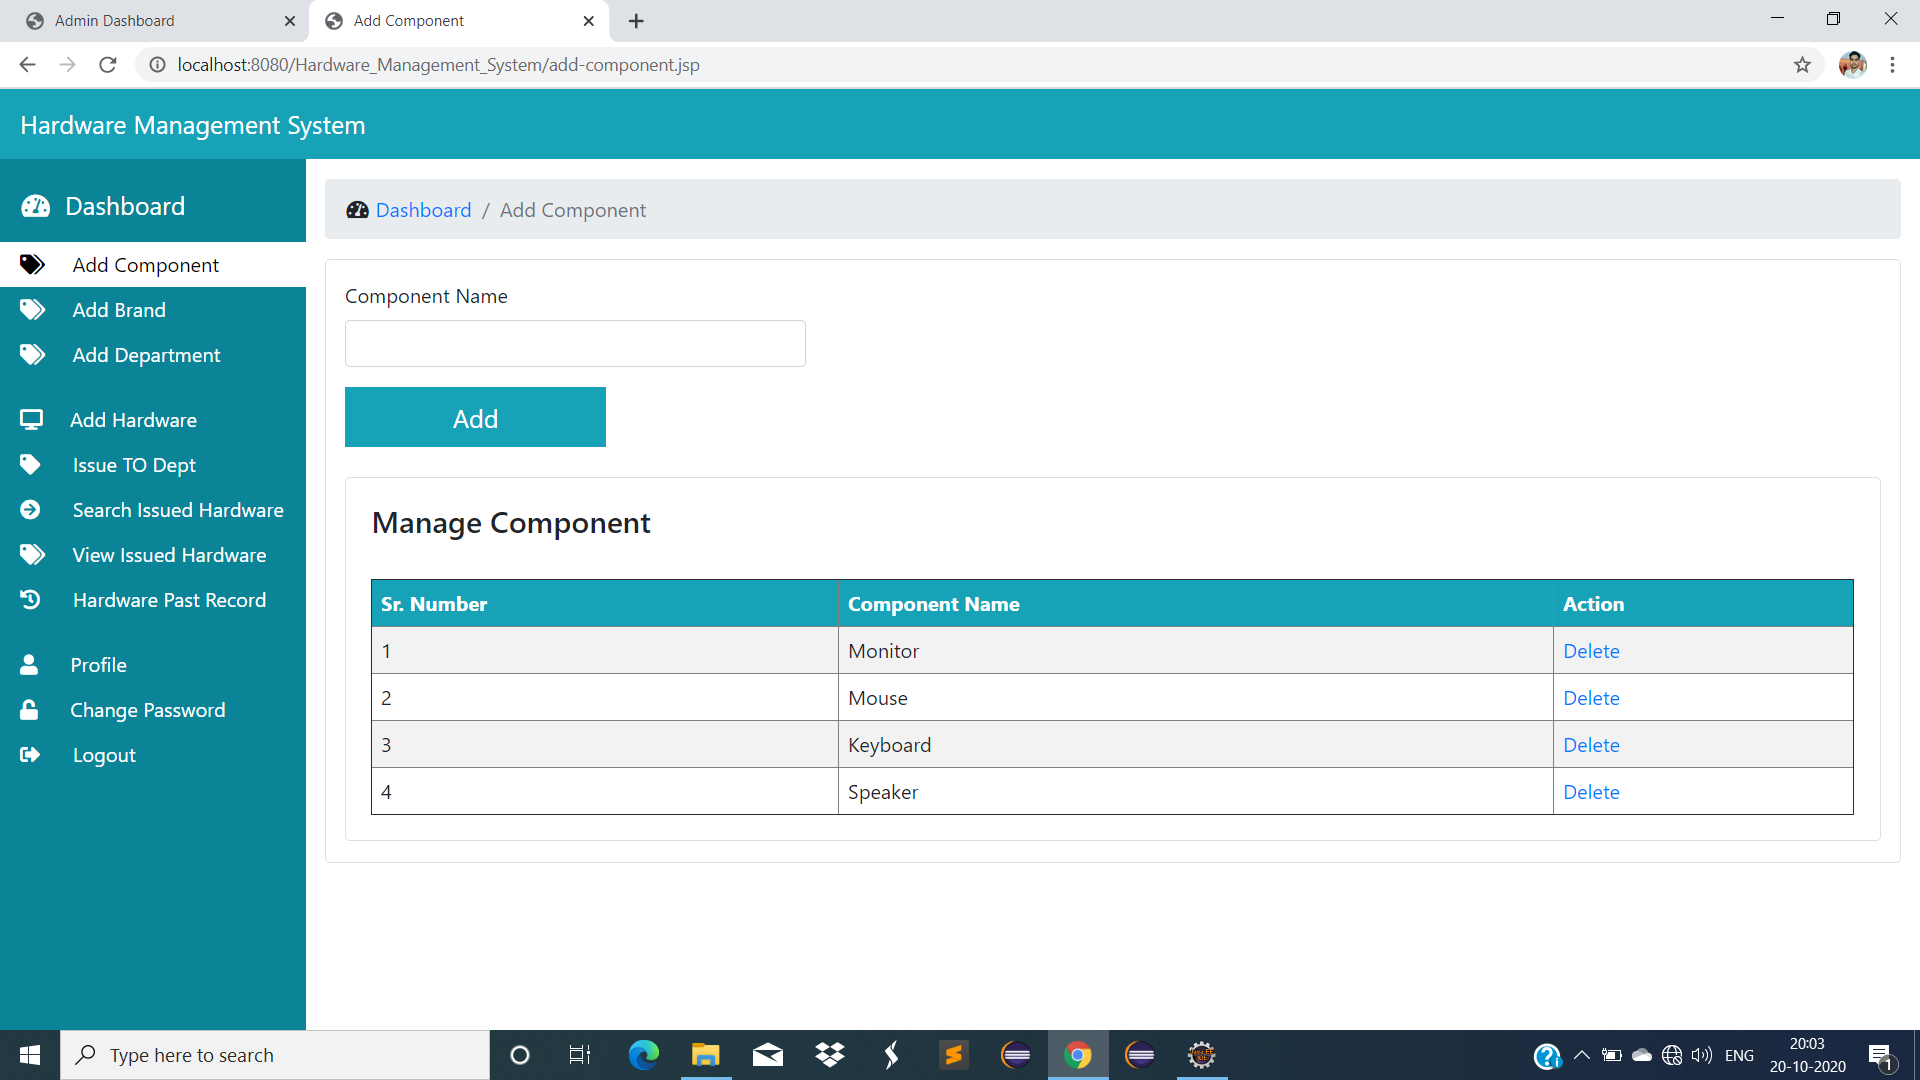 Admin Dashboard
Add Component
localhost:8080/Hardware_Management_System/add-component.jsp
Hardware Management System
Dashboard
Add Component
Add Brand
Add Department
Add Hardware
Issue TO Dept
Search Issued Hardware
View Issued Hardware
Hardware Past Record
Profile
Change Password
Logout
Dashboard / Add Component
Component Name
Add
Manage Component
Sr. Number Component Name Action
1 Monitor Delete
2 Mouse Delete
3 Keyboard Delete
4 Speaker Delete
Type here to search
ENG
20:03
20-10-2020
1